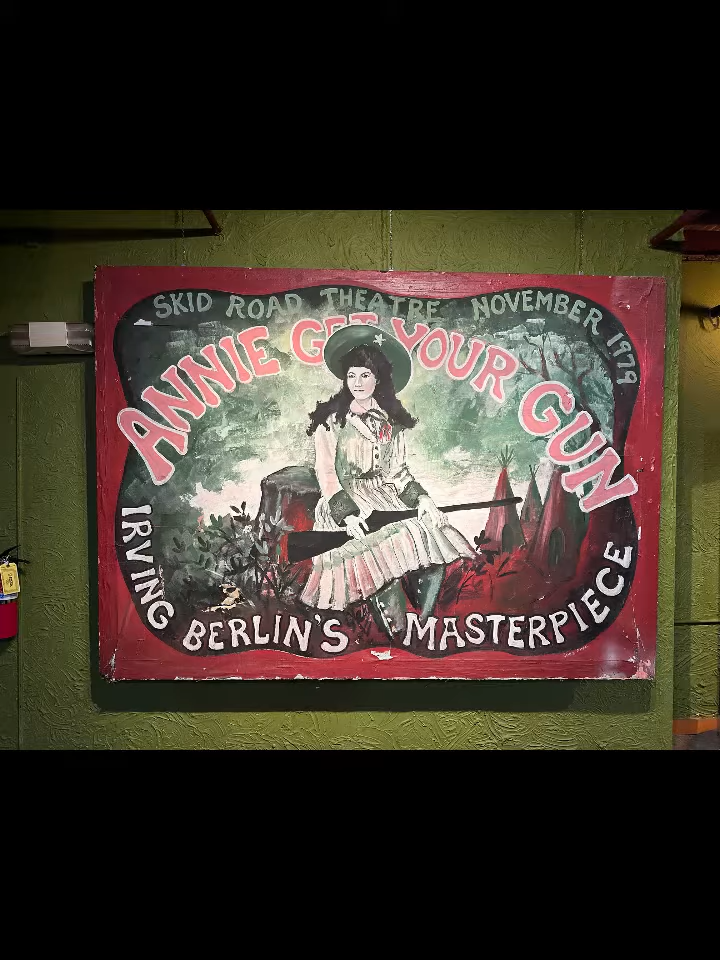 SKID ROAD THEATRE NOVEMBER 1979
ANNIE GET YOUR GUN
IRVING BERLIN'S MASTERPIECE